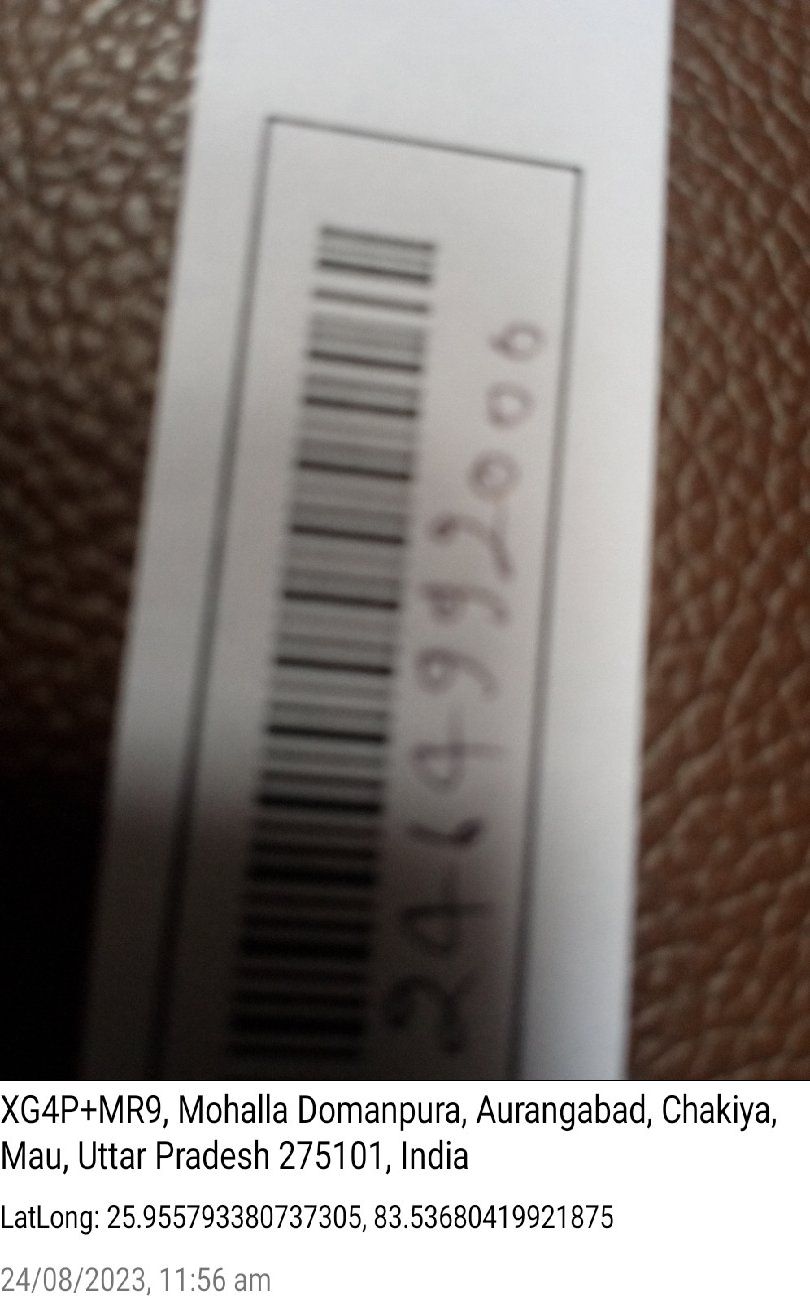 2464992006
XG4P+MR9, Mohalla Domanpura, Aurangabad, Chakiya,
Mau, Uttar Pradesh 275101, India
LatLong: 25.955793380737305, 83.53680419921875
24/08/2023, 11:56 am